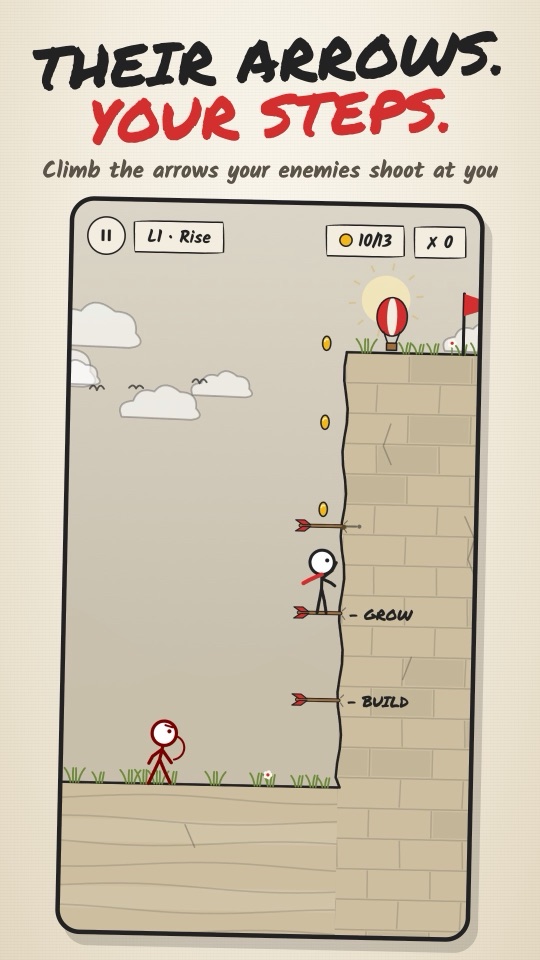 THEIR ARROWS.
YOUR STEPS.
Climb the arrows your enemies shoot at you
L1 · Rise
10/13
x 0
– GROW
– BUILD